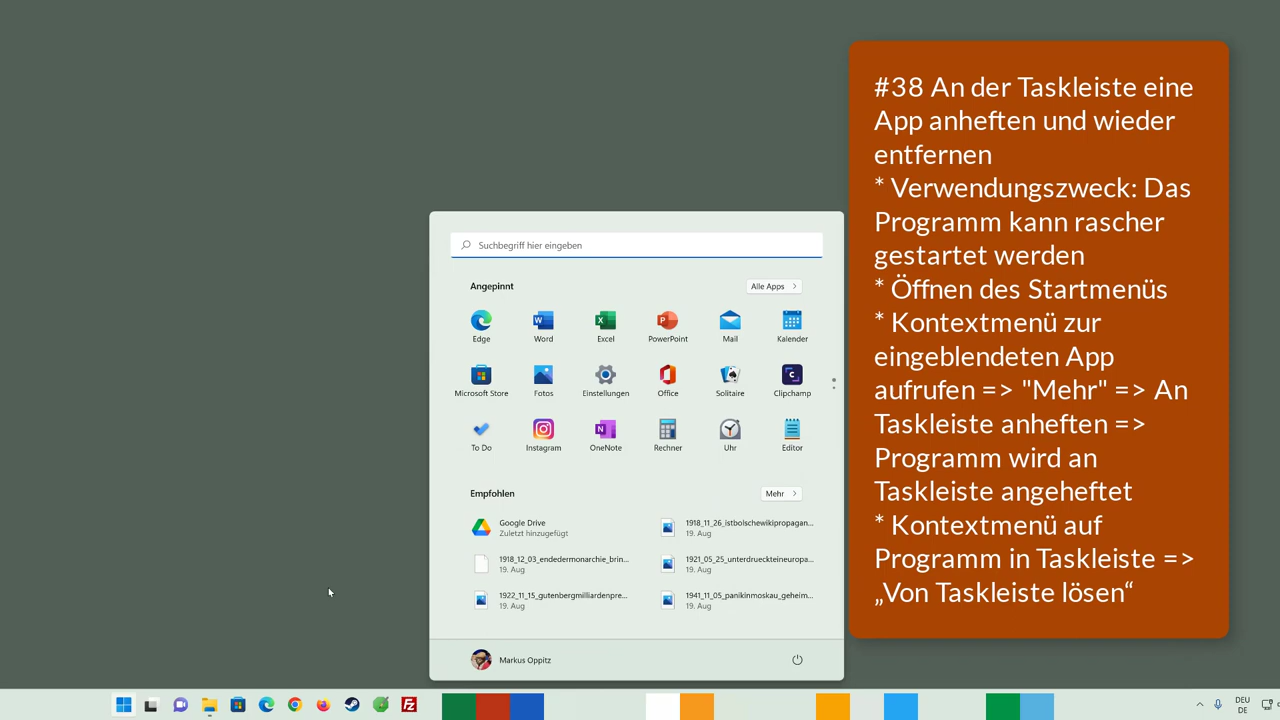 #38 An der Taskleiste eine
App anheften und wieder
entfernen
* Verwendungszweck: Das
Programm kann rascher
gestartet werden
* Öffnen des Startmenüs
* Kontextmenü zur
eingeblendeten App
aufrufen => "Mehr" => An
Taskleiste anheften =>
Programm wird an
Taskleiste angeheftet
* Kontextmenü auf
Programm in Taskleiste =>
„Von Taskleiste lösen“
Suchbegriff hier eingeben
Angepinnt
Alle Apps
Edge
Word
Excel
PowerPoint
Mail
Kalender
Microsoft Store
Fotos
Einstellungen
Office
Solitaire
Clipchamp
To Do
Instagram
OneNote
Rechner
Uhr
Editor
Empfohlen
Mehr
Google Drive
Zuletzt hinzugefügt
1918_11_26_istbolschewikipropagan...
19. Aug
1918_12_03_endedermonarchie_brin...
19. Aug
1921_05_25_unterdrueckteineuropa...
19. Aug
1922_11_15_gutenbergmilliardenpre...
19. Aug
1941_11_05_panikinmoskau_geheim...
19. Aug
Markus Oppitz
DEU
DE